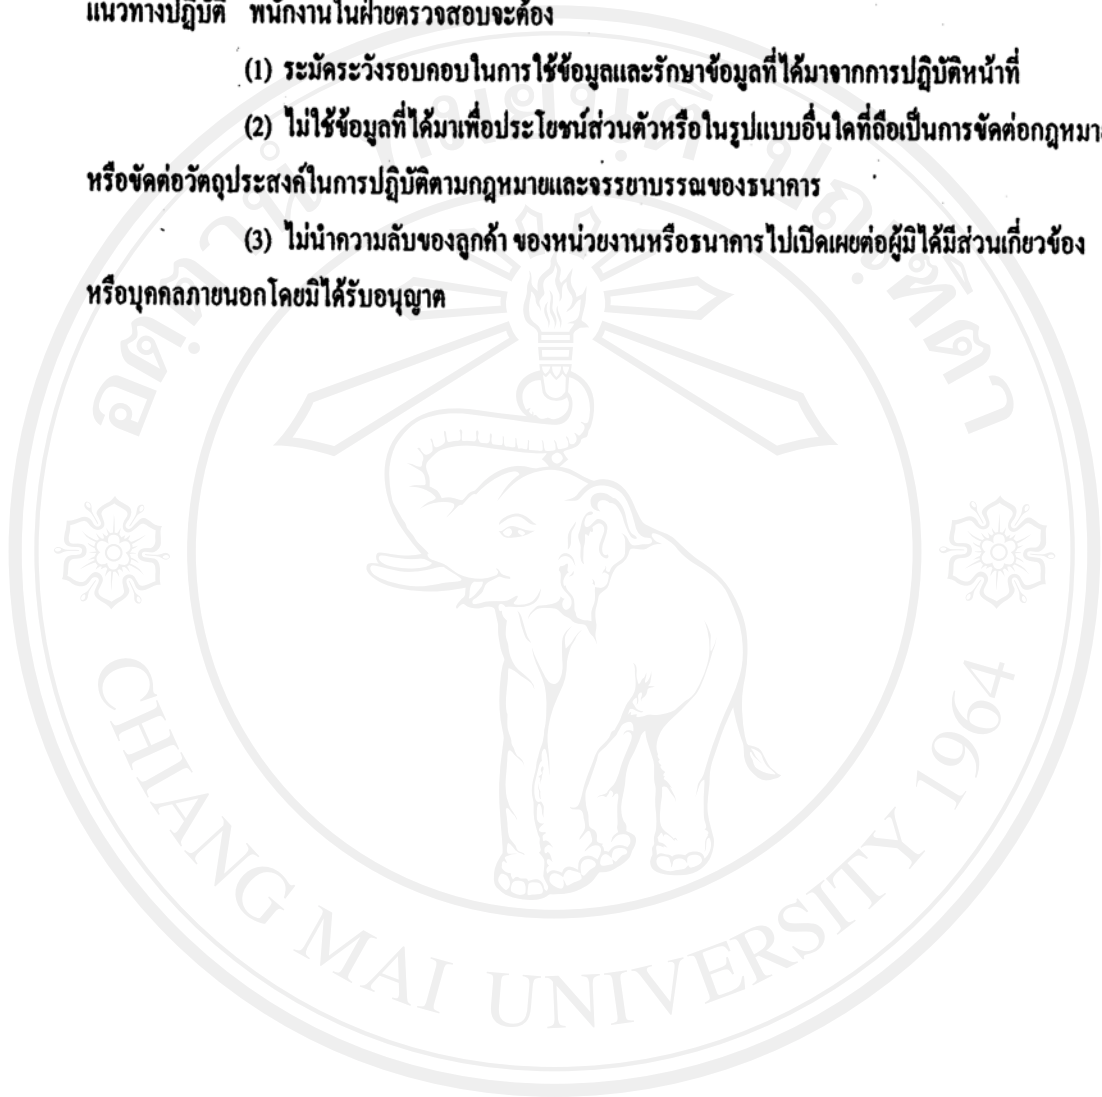 แนวทางปฏิบัติ พนักงานในฝ่ายตรวจสอบจะต้อง
(1) ระมัดระวังรอบคอบในการใช้ข้อมูลและรักษาข้อมูลที่ได้มาจากการปฏิบัติหน้าที่
(2) ไม่ใช้ข้อมูลที่ได้มาเพื่อประโยชน์ส่วนตัวหรือในรูปแบบอื่นใดที่ถือเป็นการขัดต่อ
หรือขัดต่อวัตถุประสงค์ในการปฏิบัติตามกฎหมายและจรรยาบรรณของธนาคาร
(3) ไม่นำความลับของลูกค้า ของหน่วยงานหรือธนาคารไปเปิดเผยต่อผู้มิได้มีส่วนเกี่ยวข้อง
หรือบุคคลภายนอกโดยมิได้รับอนุญาต
อตฺตานํ ทมยนฺติ ปณฺฑิตา
CHIANG MAI UNIVERSITY 1964